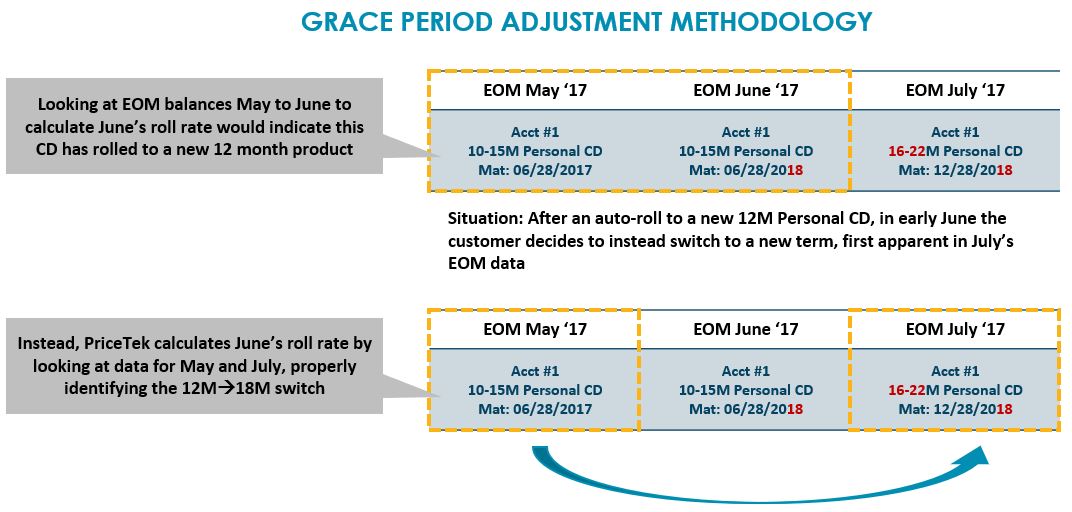 GRACE PERIOD ADJUSTMENT METHODOLOGY
Looking at EOM balances May to June to
calculate June's roll rate would indicate this
CD has rolled to a new 12 month product
EOM May '17
EOM June '17
EOM July '17
Acct #1
10-15M Personal CD
Mat: 06/28/2017
Acct #1
10-15M Personal CD
Mat: 06/28/2018
Acct #1
16-22M Personal CD
Mat: 12/28/2018
Situation: After an auto-roll to a new 12M Personal CD, in early June the
customer decides to instead switch to a new term, first apparent in July's
EOM data
Instead, PriceTek calculates June's roll rate by
looking at data for May and July, properly
identifying the 12M→18M switch
EOM May '17
EOM June '17
EOM July '17
Acct #1
10-15M Personal CD
Mat: 06/28/2017
Acct #1
10-15M Personal CD
Mat: 06/28/2018
Acct #1
16-22M Personal CD
Mat: 12/28/2018